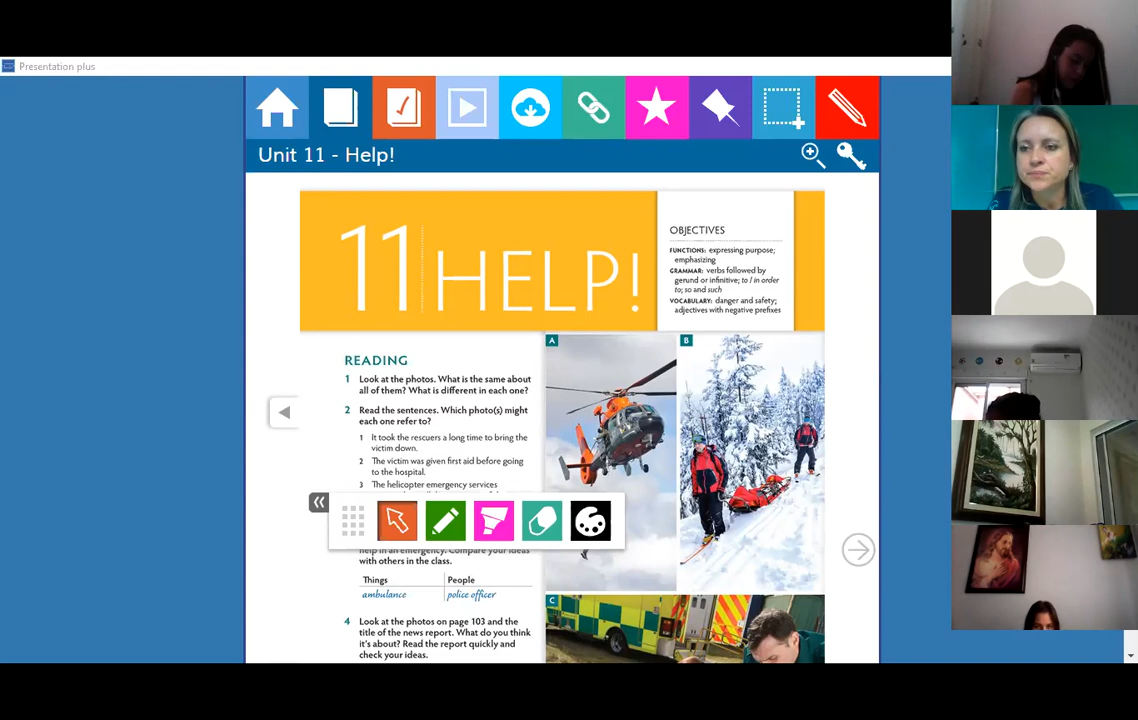 Presentation plus
Unit 11 - Help!
11 HELP!
OBJECTIVES
FUNCTIONS: expressing purpose;
emphasizing
GRAMMAR: verbs followed by
gerund or infinitive; to / in order
to; so and such
VOCABULARY: danger and safety;
adjectives with negative prefixes
READING
1 Look at the photos. What is the same about
all of them? What is different in each one?
2 Read the sentences. Which photo(s) might
each one refer to?
1 It took the rescuers a long time to bring the
victim down.
2 The victim was given first aid before going
to the hospital.
3 The helicopter emergency services
help in an emergency. Compare your ideas
with others in the class.
Things People
ambulance police officer
4 Look at the photos on page 103 and the
title of the news report. What do you think
it's about? Read the report quickly and
check your ideas.
A
B
C